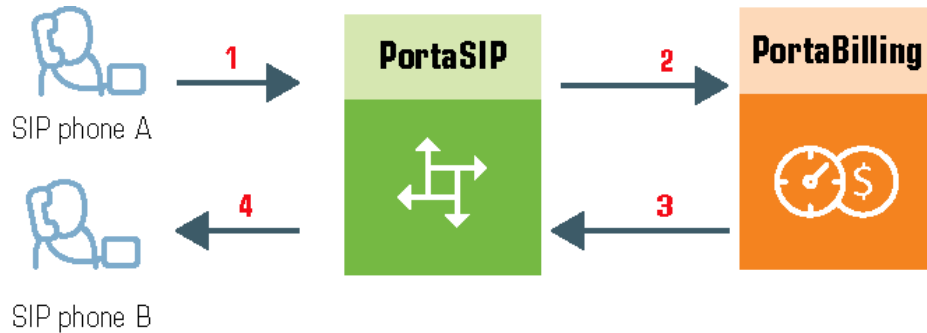 1
SIP phone A
PortaSIP
2
PortaBilling
$
4
SIP phone B
3